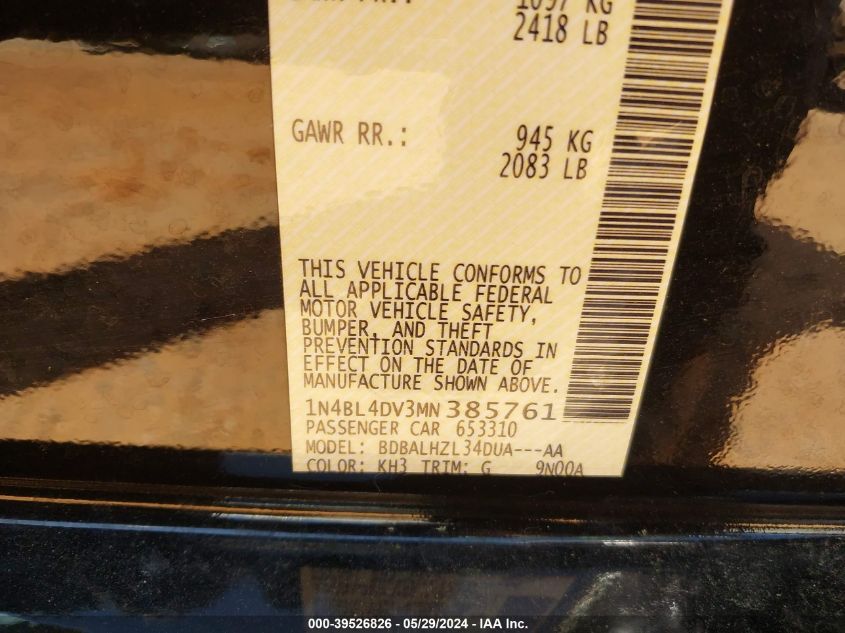 1097 KG
2418 LB
GAWR RR.: 945 KG
2083 LB
THIS VEHICLE CONFORMS TO
ALL APPLICABLE FEDERAL
MOTOR VEHICLE SAFETY,
BUMPER, AND THEFT
PREVENTION STANDARDS IN
EFFECT ON THE DATE OF
MANUFACTURE SHOWN ABOVE.
1N4BL4DV3MN385761
PASSENGER CAR 653310
MODEL: BDBALHZL34DUA---AA
COLOR: KH3 TRIM: G 9N00A
000-39526826 - 05/29/2024 - IAA Inc.